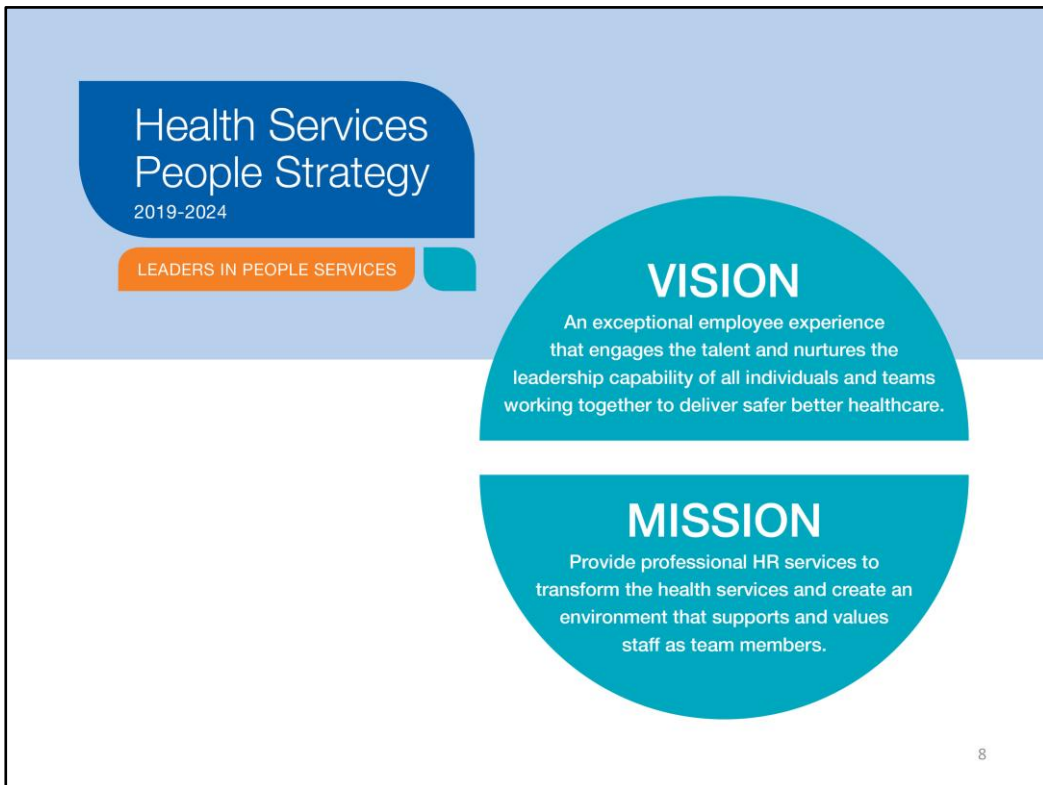 Health Services
People Strategy
2019-2024
LEADERS IN PEOPLE SERVICES
VISION
An exceptional employee experience
that engages the talent and nurtures the
leadership capability of all individuals and teams
working together to deliver safer better healthcare.
MISSION
Provide professional HR services to
transform the health services and create an
environment that supports and values
staff as team members.
8